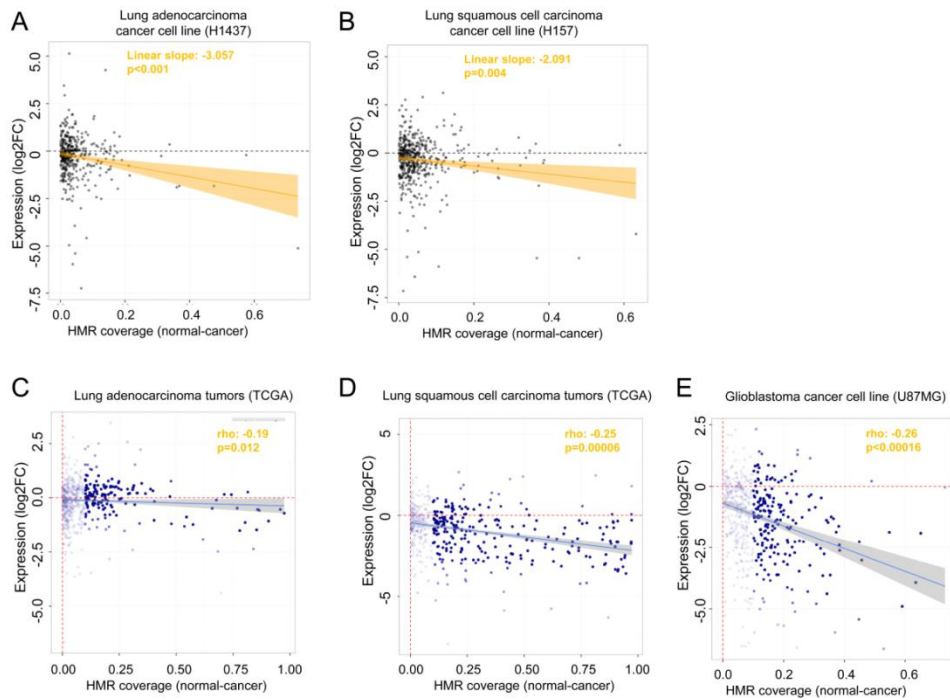 A
Lung adenocarcinoma
cancer cell line (H1437)
Linear slope: -3.057
p<0.001
Expression (log2FC)
5.0
2.5
0
-2.5
-5.0
-7.5
0.0
0.2
0.4
0.6
HMR coverage (normal-cancer)
B
Lung squamous cell carcinoma
cancer cell line (H157)
Linear slope: -2.091
p=0.004
Expression (log2FC)
5.0
2.5
0
-2.5
-5.0
-7.5
0.0
0.2
0.4
0.6
HMR coverage (normal-cancer)
C
Lung adenocarcinoma tumors (TCGA)
rho: -0.19
p=0.012
Expression (log2FC)
2.5
0.0
-2.5
-5.0
0.00
0.25
0.50
0.75
1.00
HMR coverage (normal-cancer)
D
Lung squamous cell carcinoma tumors (TCGA)
rho: -0.25
p=0.00006
Expression (log2FC)
5
0
-5
0.00
0.25
0.50
0.75
1.00
HMR coverage (normal-cancer)
E
Glioblastoma cancer cell line (U87MG)
rho: -0.26
p<0.00016
Expression (log2FC)
2.5
0
-2.5
-5.0
0.0
0.2
0.4
0.6
HMR coverage (normal-cancer)